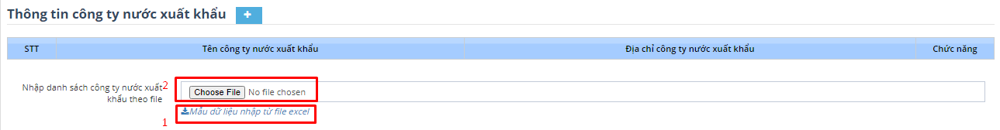 Thông tin công ty nước xuất khẩu +
STT Tên công ty nước xuất khẩu Địa chỉ công ty nước xuất khẩu Chức năng
Nhập danh sách công ty nước xuất 2
khẩu theo file
Choose File No file chosen
1 Mẫu dữ liệu nhập từ file excel